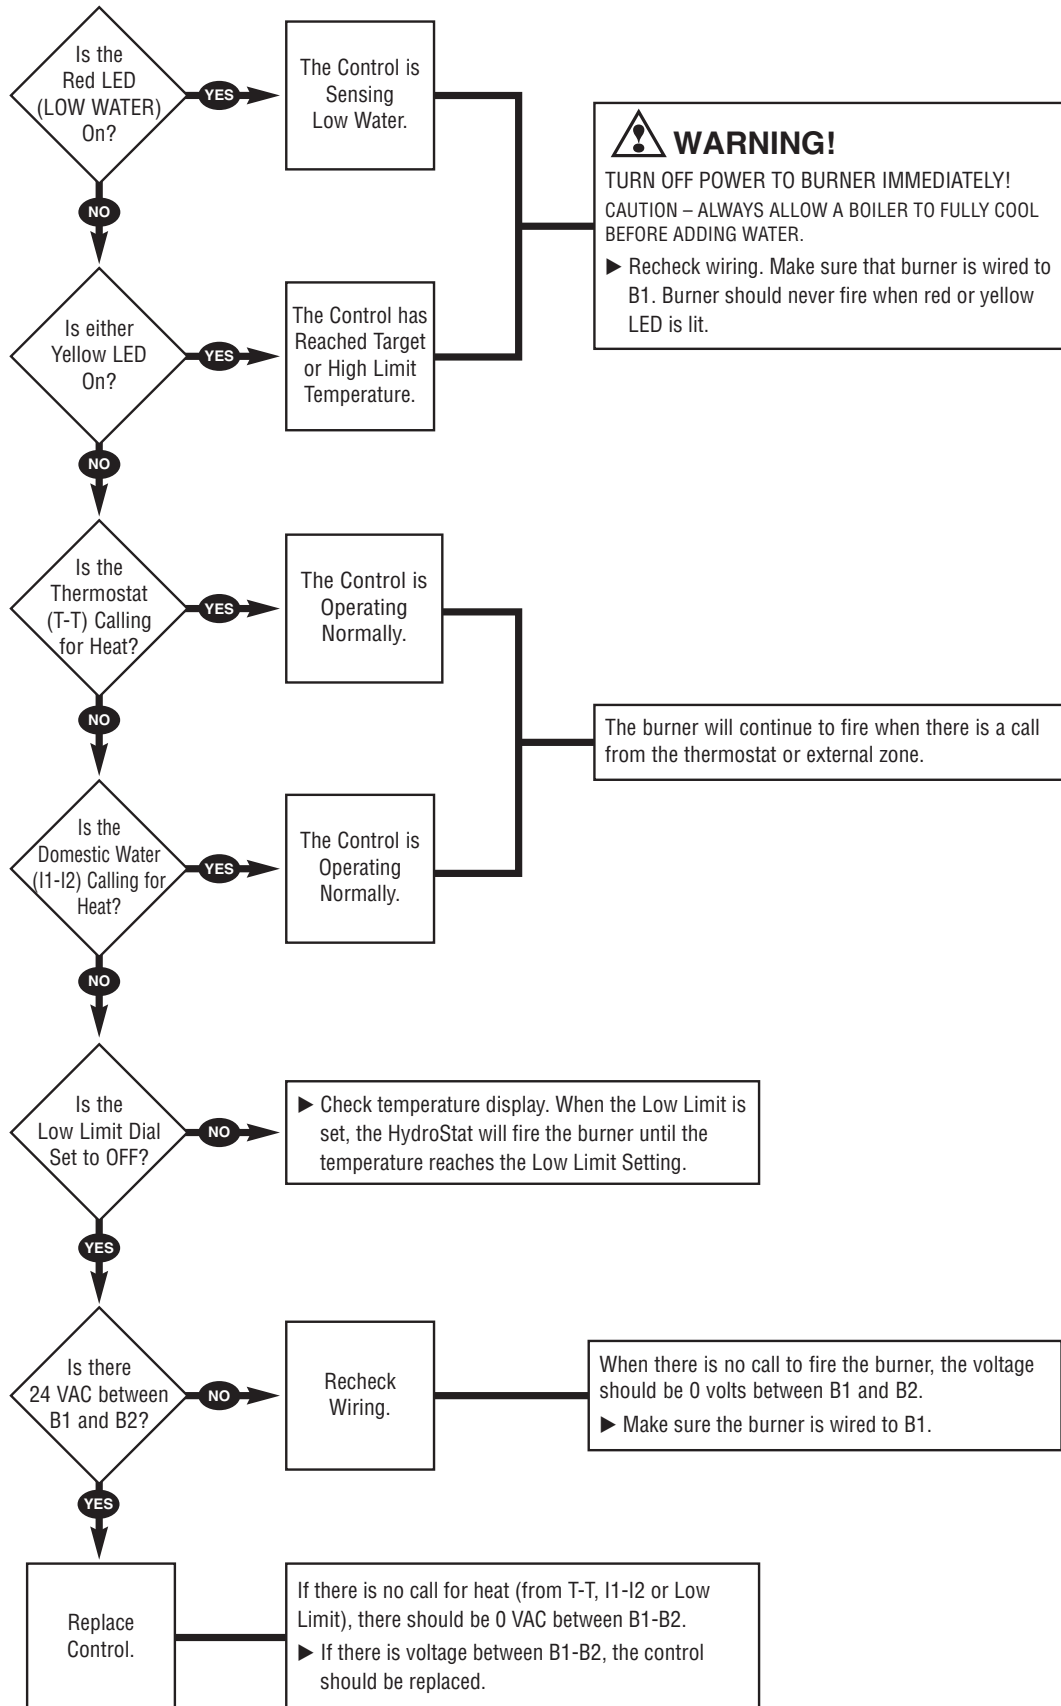 Is the
Red LED
(LOW WATER)
On?
YES
The Control is
Sensing
Low Water.
WARNING!
TURN OFF POWER TO BURNER IMMEDIATELY!
CAUTION – ALWAYS ALLOW A BOILER TO FULLY COOL
BEFORE ADDING WATER.
▶ Recheck wiring. Make sure that burner is wired to
B1. Burner should never fire when red or yellow
LED is lit.
NO
Is either
Yellow LED
On?
YES
The Control has
Reached Target
or High Limit
Temperature.
NO
Is the
Thermostat
(T-T) Calling
for Heat?
YES
The Control is
Operating
Normally.
NO
The burner will continue to fire when there is a call
from the thermostat or external zone.
Is the
Domestic Water
(I1-I2) Calling for
Heat?
YES
The Control is
Operating
Normally.
NO
Is the
Low Limit Dial
Set to OFF?
NO
▶ Check temperature display. When the Low Limit is
set, the HydroStat will fire the burner until the
temperature reaches the Low Limit Setting.
YES
Is there
24 VAC between
B1 and B2?
NO
Recheck
Wiring.
When there is no call to fire the burner, the voltage
should be 0 volts between B1 and B2.
▶ Make sure the burner is wired to B1.
YES
Replace
Control.
If there is no call for heat (from T-T, I1-I2 or Low
Limit), there should be 0 VAC between B1-B2.
▶ If there is voltage between B1-B2, the control
should be replaced.